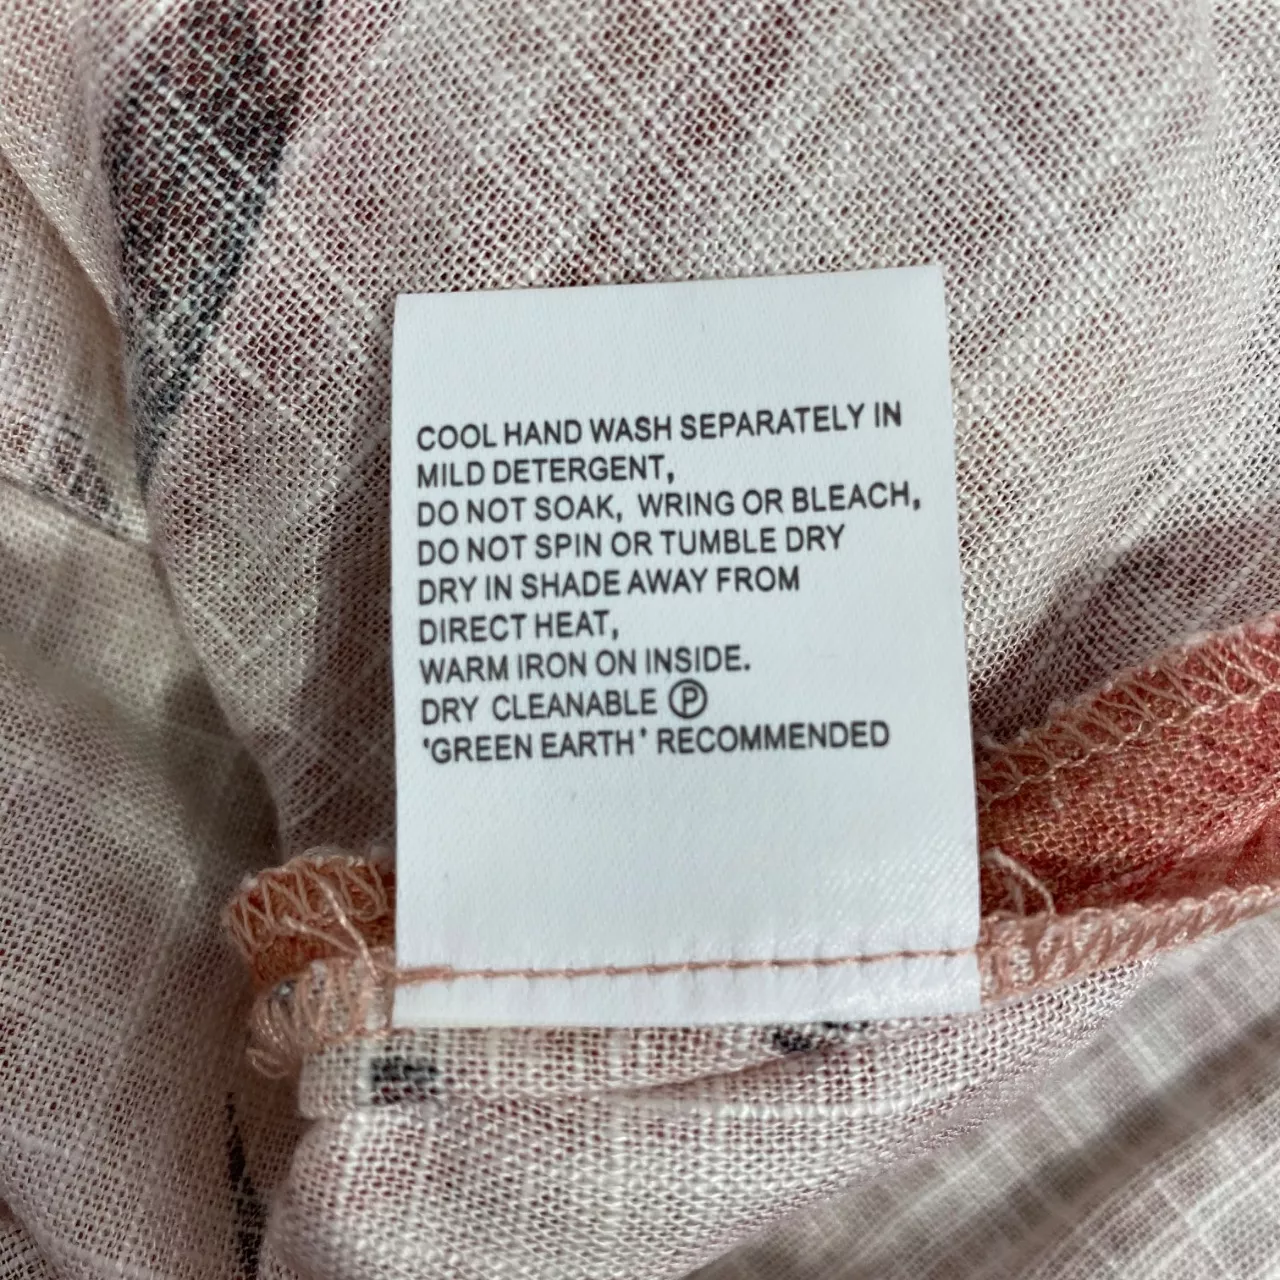 COOL HAND WASH SEPARATELY IN
MILD DETERGENT,
DO NOT SOAK, WRING OR BLEACH,
DO NOT SPIN OR TUMBLE DRY
DRY IN SHADE AWAY FROM
DIRECT HEAT,
WARM IRON ON INSIDE.
DRY CLEANABLE Ⓟ
'GREEN EARTH' RECOMMENDED